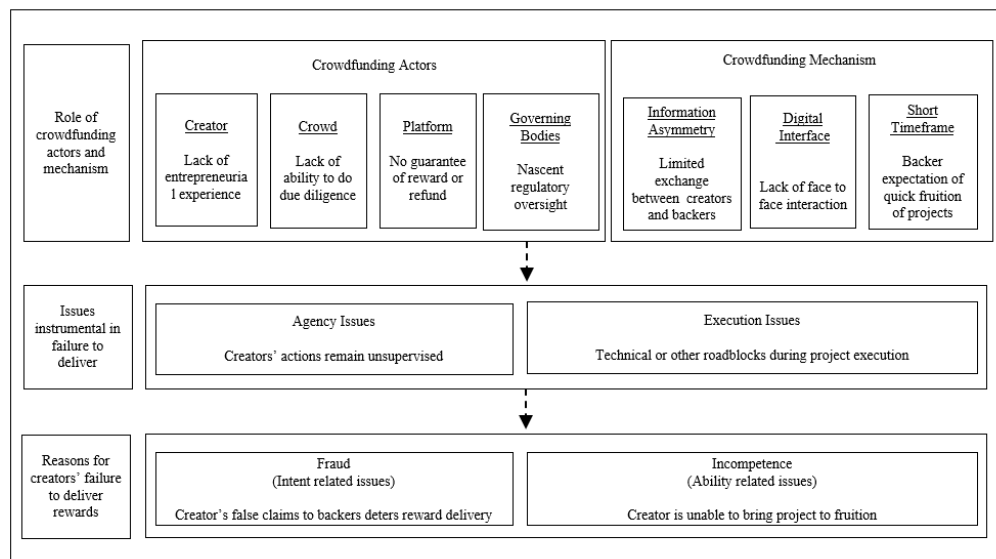 Role of
crowdfunding
actors and
mechanism
Crowdfunding Actors
Creator
Lack of
entrepreneuria
l experience
Crowd
Lack of
ability to do
due diligence
Platform
No guarantee
of reward or
refund
Governing
Bodies
Nascent
regulatory
oversight
Crowdfunding Mechanism
Information
Asymmetry
Limited
exchange
between creators
and backers
Digital
Interface
Lack of face to
face interaction
Short
Timeframe
Backer
expectation of
quick fruition
of projects
Issues
instrumental in
failure to
deliver
Agency Issues
Creators’ actions remain unsupervised
Execution Issues
Technical or other roadblocks during project execution
Reasons for
creators’ failure
to deliver
rewards
Fraud
(Intent related issues)
Creator’s false claims to backers deters reward delivery
Incompetence
(Ability related issues)
Creator is unable to bring project to fruition